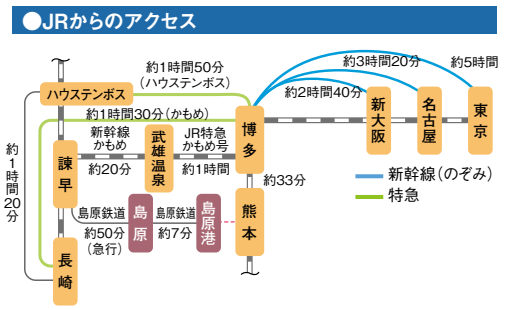 ●JRからのアクセス
約1時間50分
(ハウステンボス)
約3時間20分
約5時間
ハウステンボス
約2時間40分
約1時間30分(かもめ)
博多
新大阪
名古屋
東京
新幹線
かもめ
約20分
武雄温泉
JR特急
かもめ号
約1時間
諫早
約1時間20分
約33分
新幹線(のぞみ)
特急
島原鉄道
約50分
(急行)
島原
島原鉄道
約7分
島原港
熊本
長崎